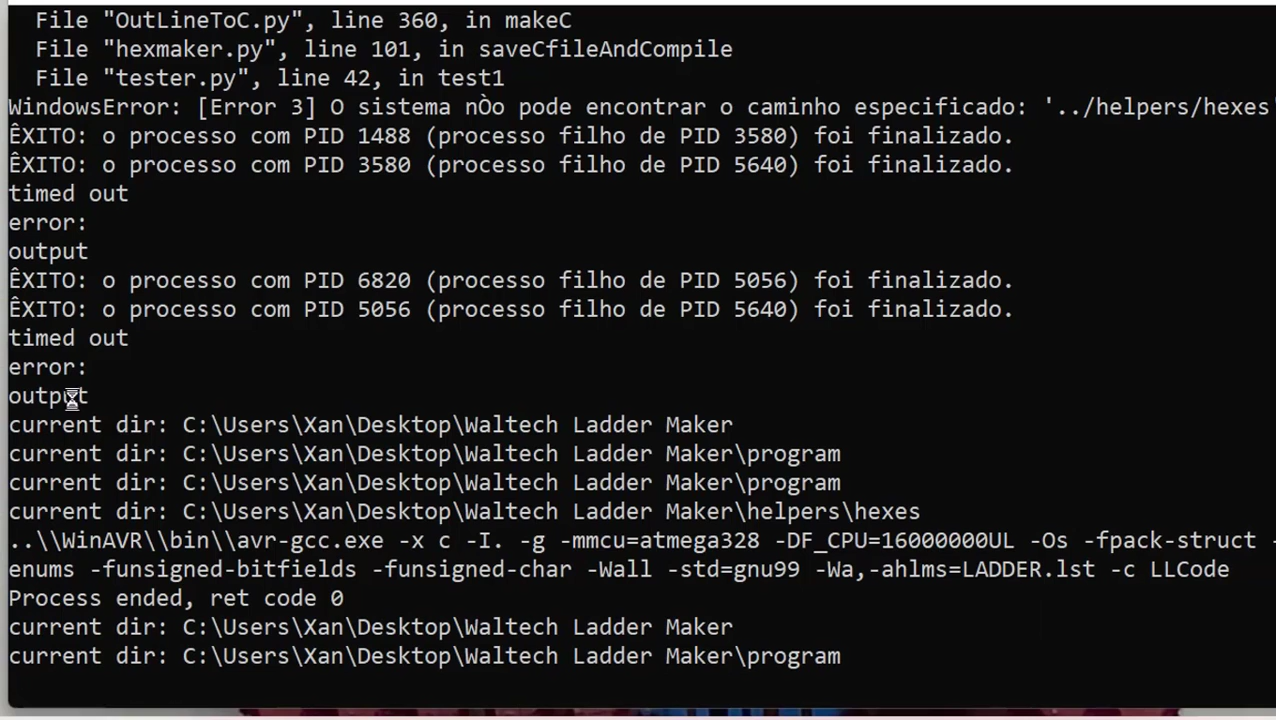 File "OutLineToC.py", line 360, in makeC
File "hexmaker.py", line 101, in saveCfileAndCompile
File "tester.py", line 42, in test1
WindowsError: [Error 3] O sistema nÒo pode encontrar o caminho especificado: '../helpers/hexes'
ÊXITO: o processo com PID 1488 (processo filho de PID 3580) foi finalizado.
ÊXITO: o processo com PID 3580 (processo filho de PID 5640) foi finalizado.
timed out
error:
output
ÊXITO: o processo com PID 6820 (processo filho de PID 5056) foi finalizado.
ÊXITO: o processo com PID 5056 (processo filho de PID 5640) foi finalizado.
timed out
error:
output
current dir: C:\Users\Xan\Desktop\Waltech Ladder Maker
current dir: C:\Users\Xan\Desktop\Waltech Ladder Maker\program
current dir: C:\Users\Xan\Desktop\Waltech Ladder Maker\program
current dir: C:\Users\Xan\Desktop\Waltech Ladder Maker\helpers\hexes
..\\WinAVR\\bin\\avr-gcc.exe -x c -I. -g -mmcu=atmega328 -DF_CPU=16000000UL -Os -fpack-struct -
enums -funsigned-bitfields -funsigned-char -Wall -std=gnu99 -Wa,-ahlms=LADDER.lst -c LLCode
Process ended, ret code 0
current dir: C:\Users\Xan\Desktop\Waltech Ladder Maker
current dir: C:\Users\Xan\Desktop\Waltech Ladder Maker\program